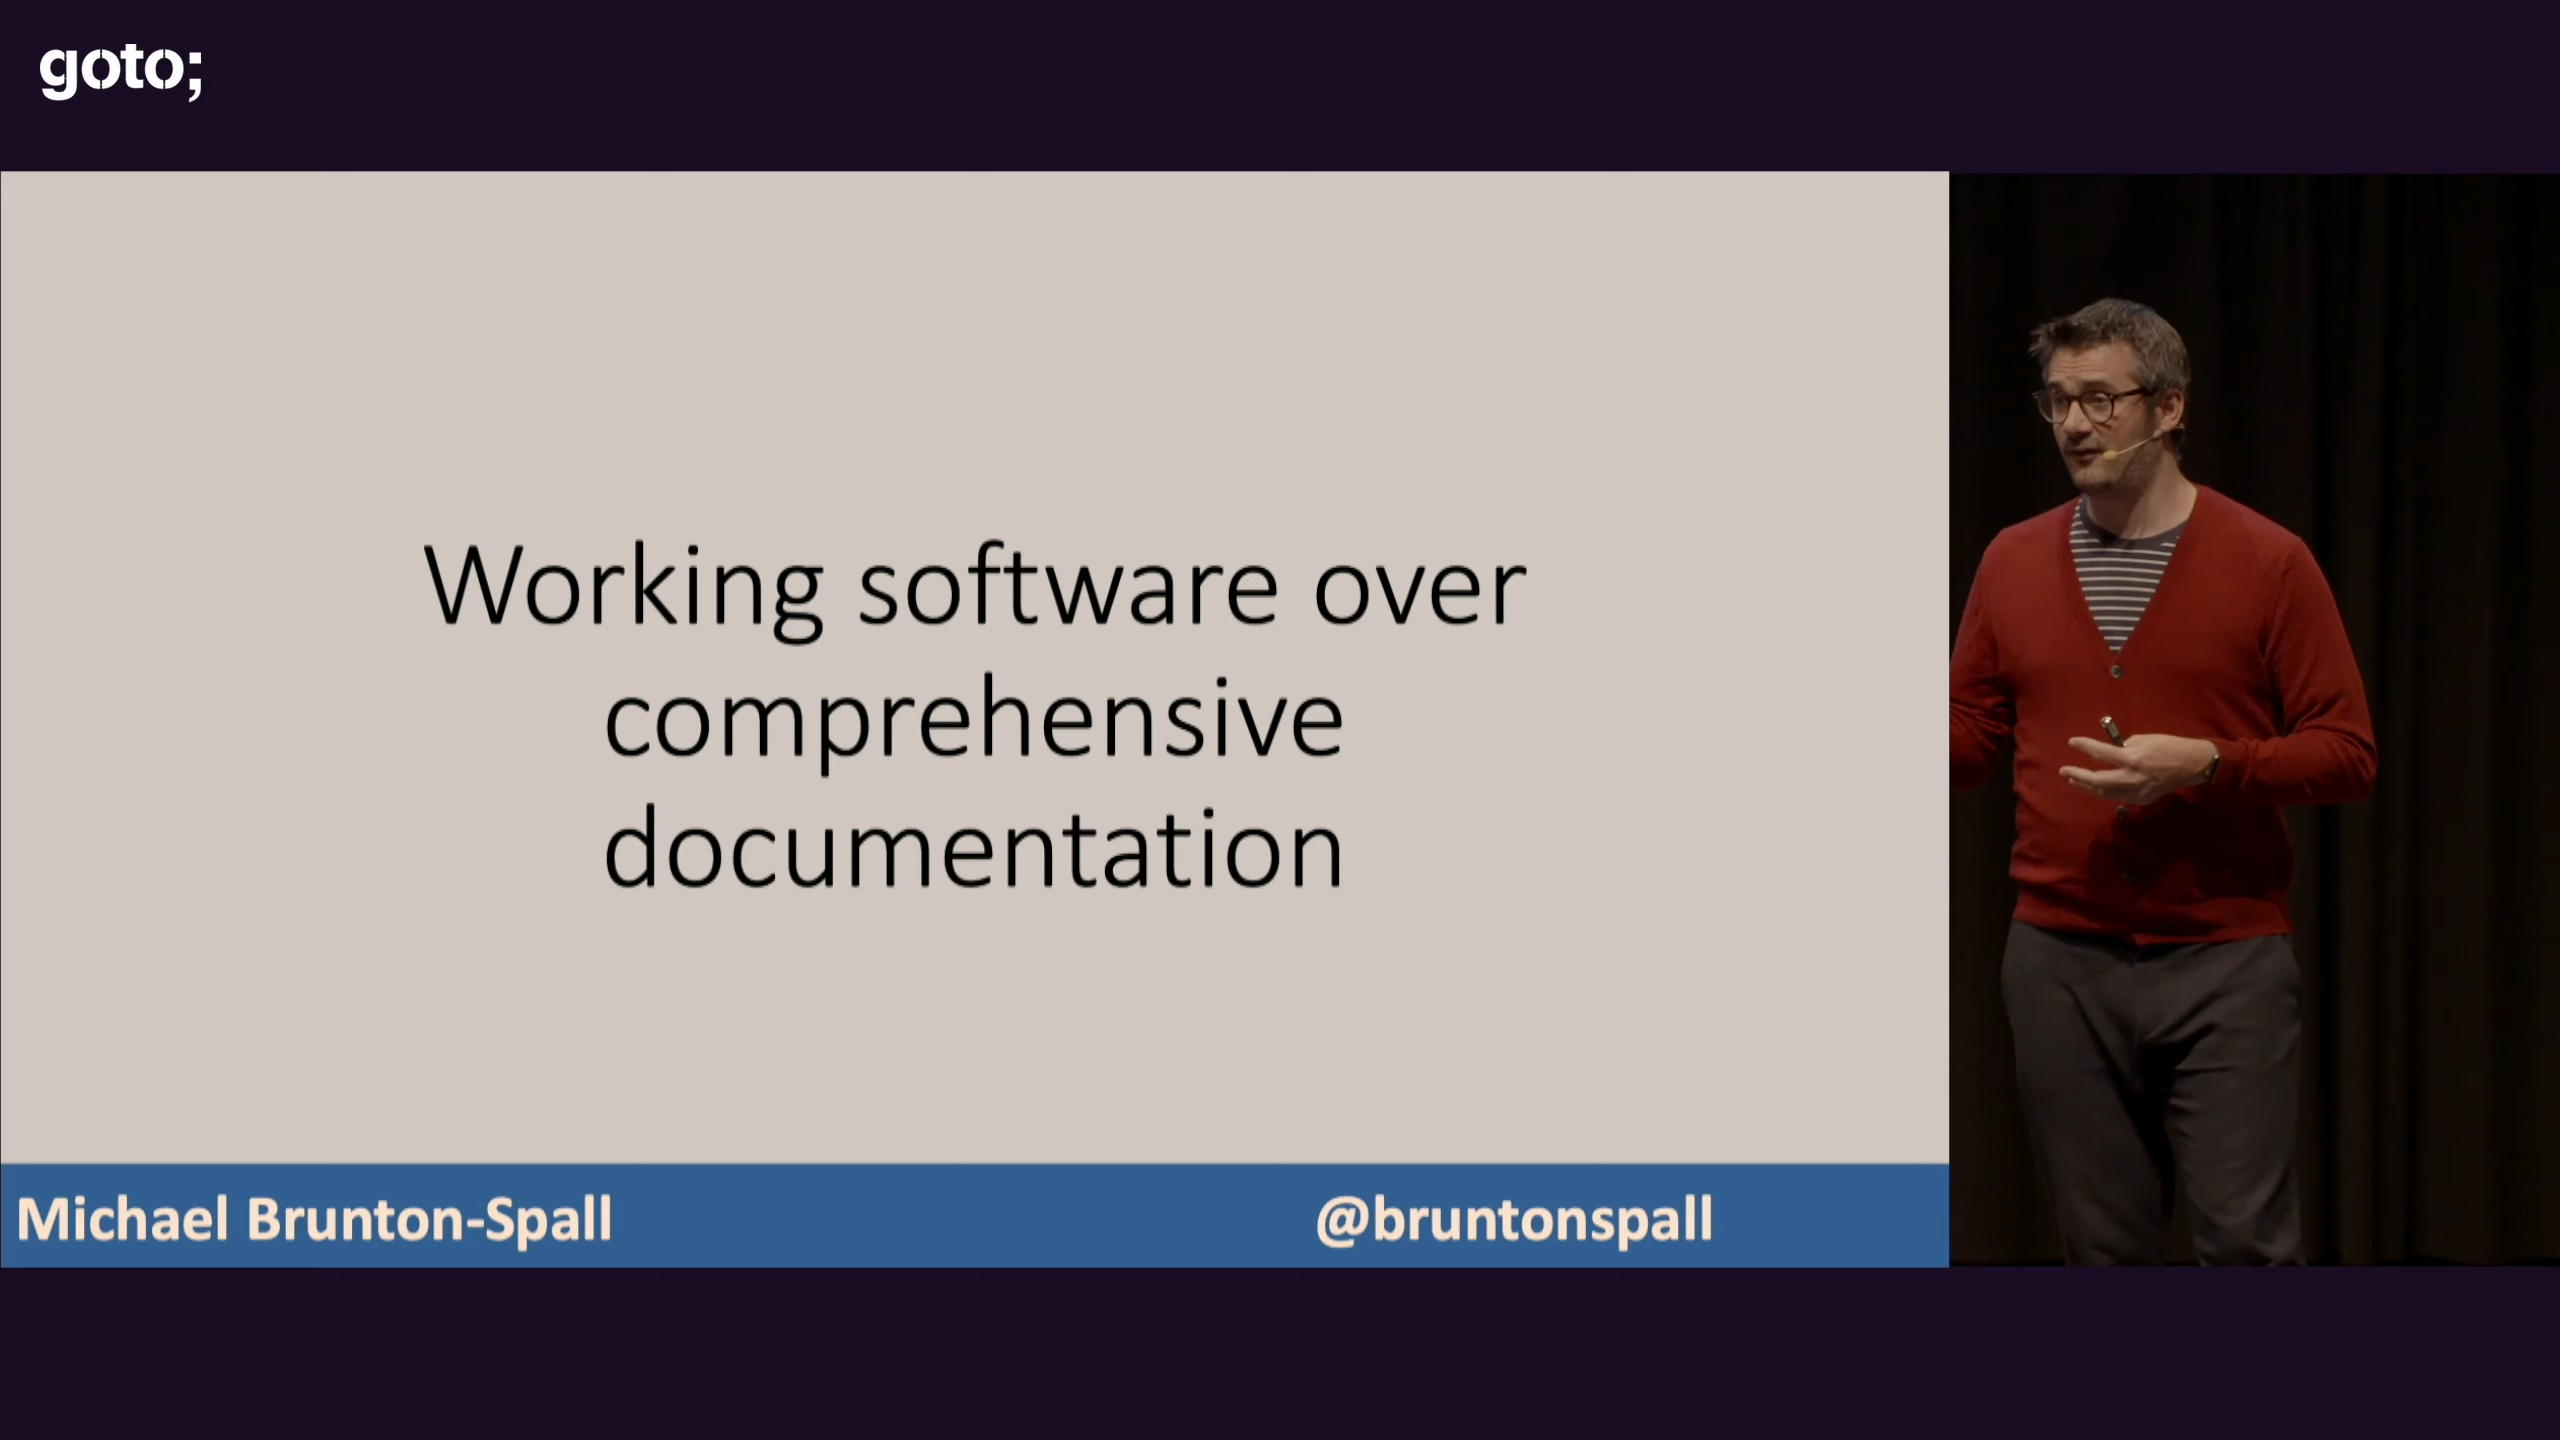 goto;
Working software over
comprehensive
documentation
Michael Brunton-Spall
@bruntonspall